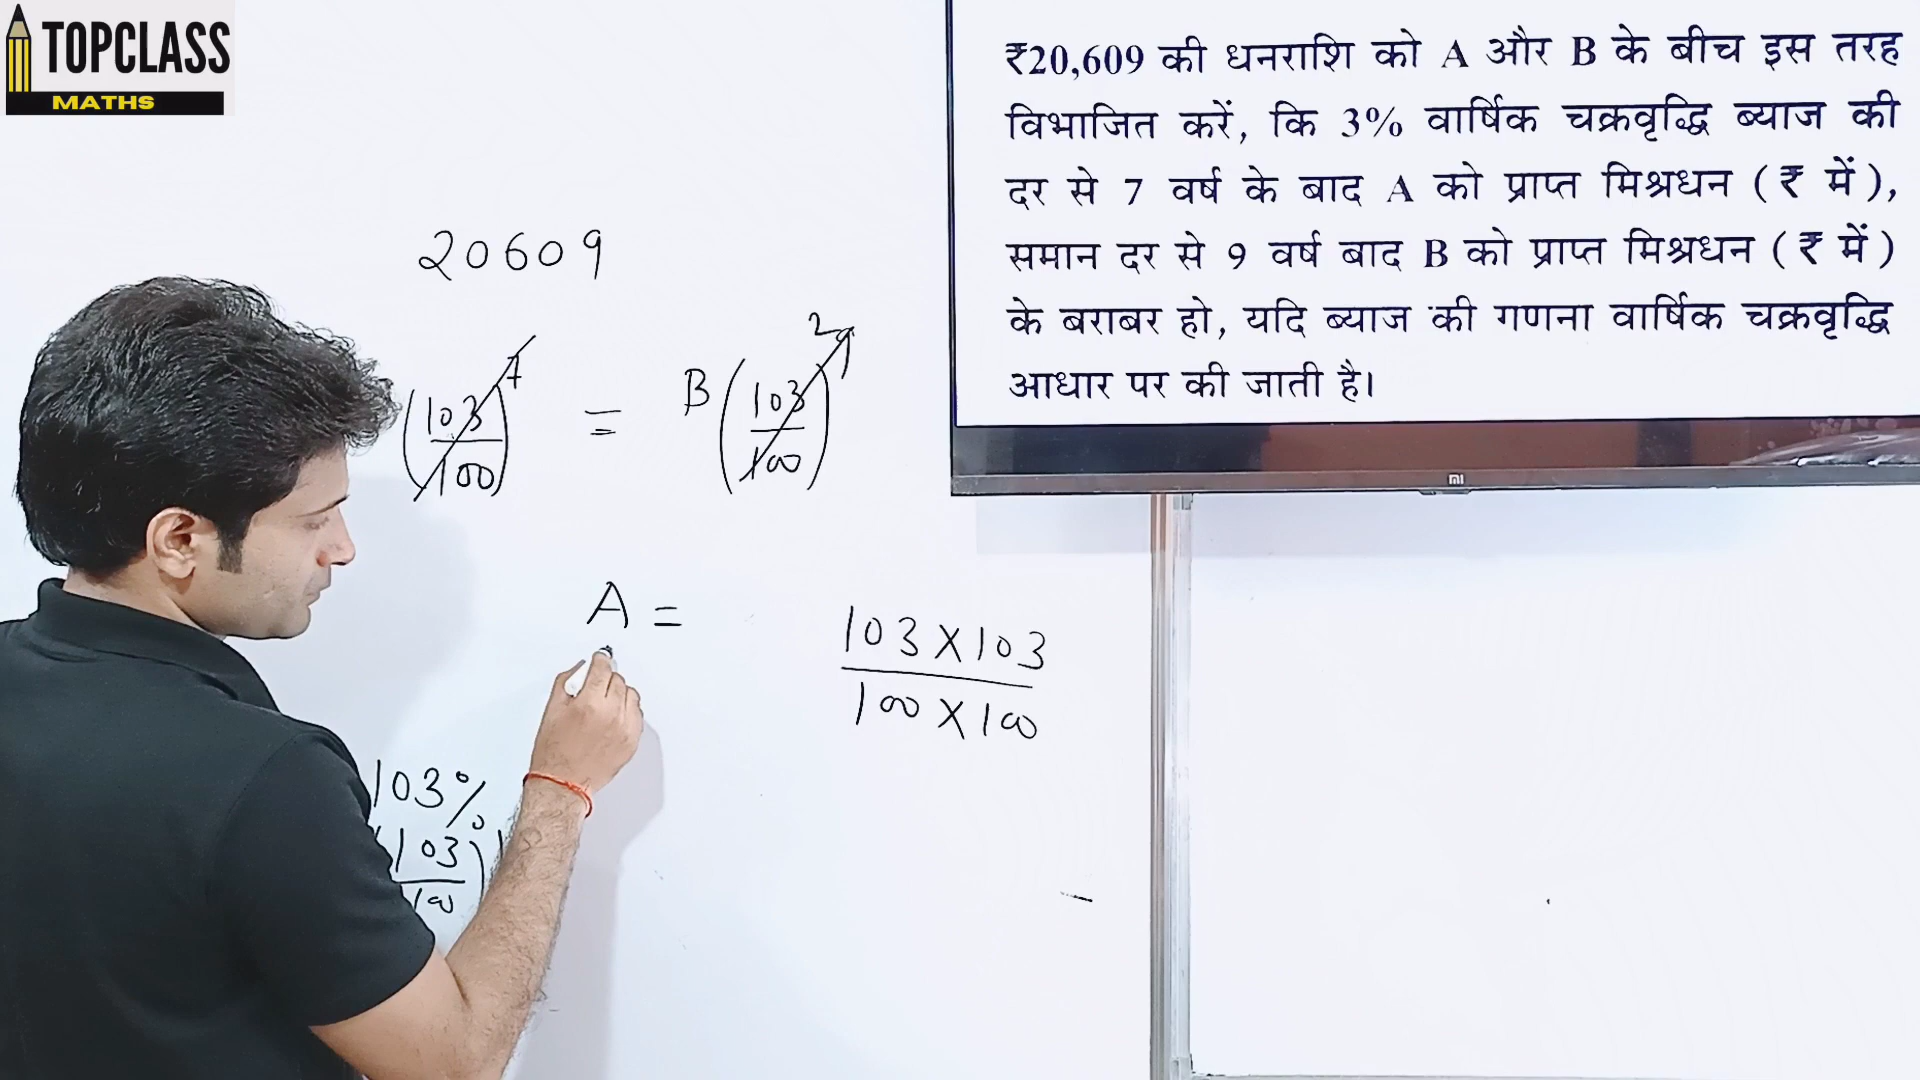 TOPCLASS
MATHS
₹20,609 की धनराशि को A और B के बीच इस तरह
विभाजित करें, कि 3% वार्षिक चक्रवृद्धि ब्याज की
दर से 7 वर्ष के बाद A को प्राप्त मिश्रधन ( ₹ में ),
समान दर से 9 वर्ष बाद B को प्राप्त मिश्रधन ( ₹ में )
के बराबर हो, यदि ब्याज की गणना वार्षिक चक्रवृद्धि
आधार पर की जाती है।
mi
20609
(103/100)^7 = B (103/100)^9 2
A = 103 X 103
100 X 100
103%
(103/100)